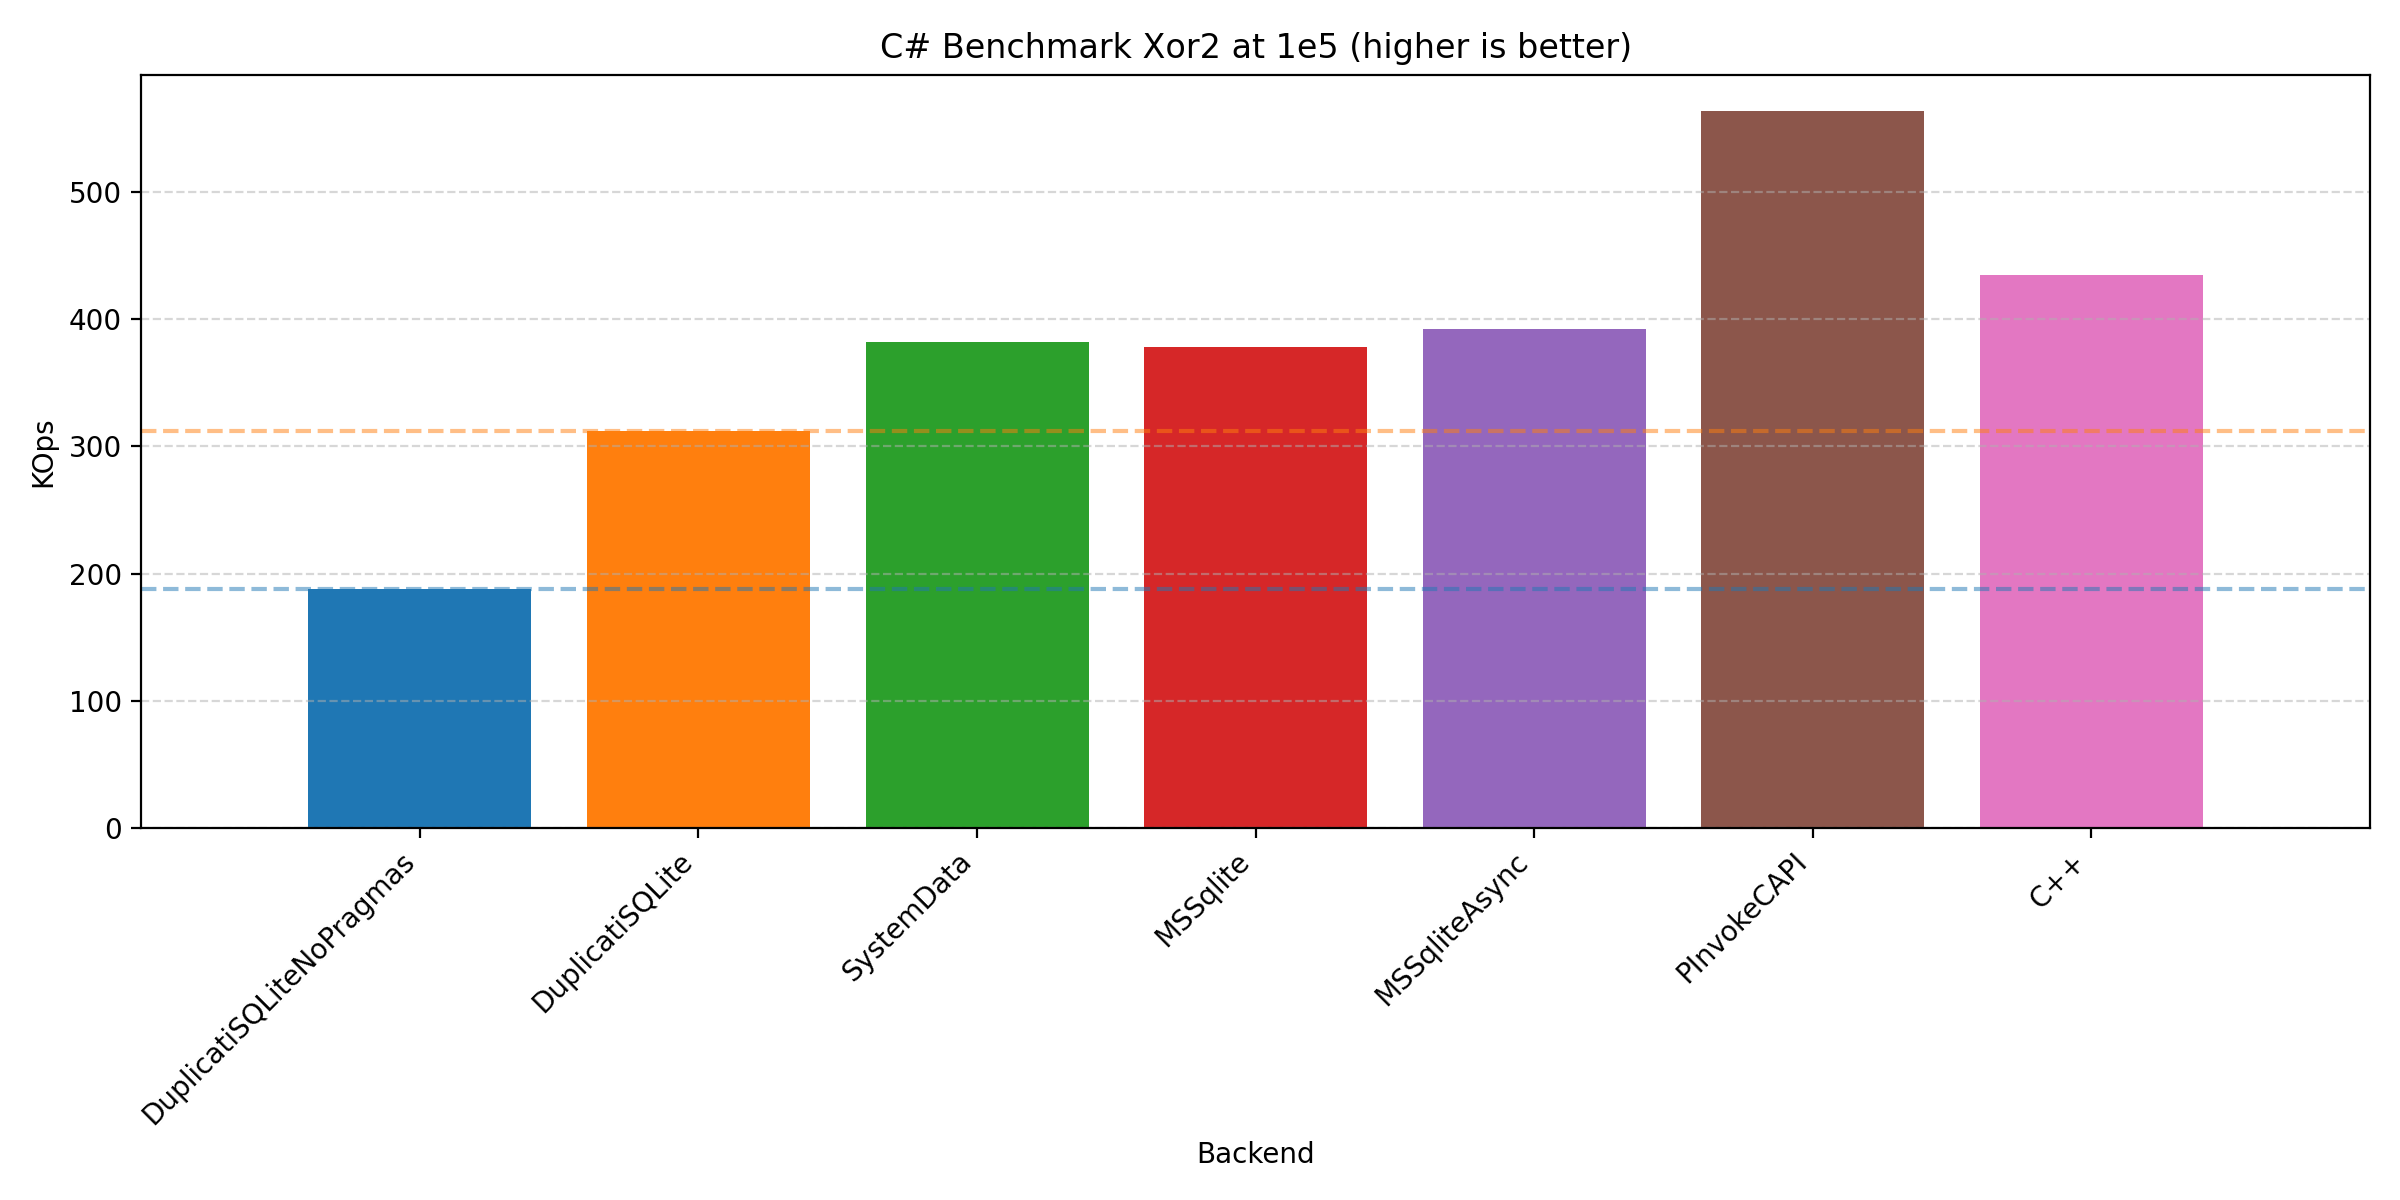 C# Benchmark Xor2 at 1e5 (higher is better)
KOps
500
400
300
200
100
0
DuplicatiSQLiteNoPragmas
DuplicatiSQLite
SystemData
MSSqlite
MSSqliteAsync
PInvokeCAPI
C++
Backend